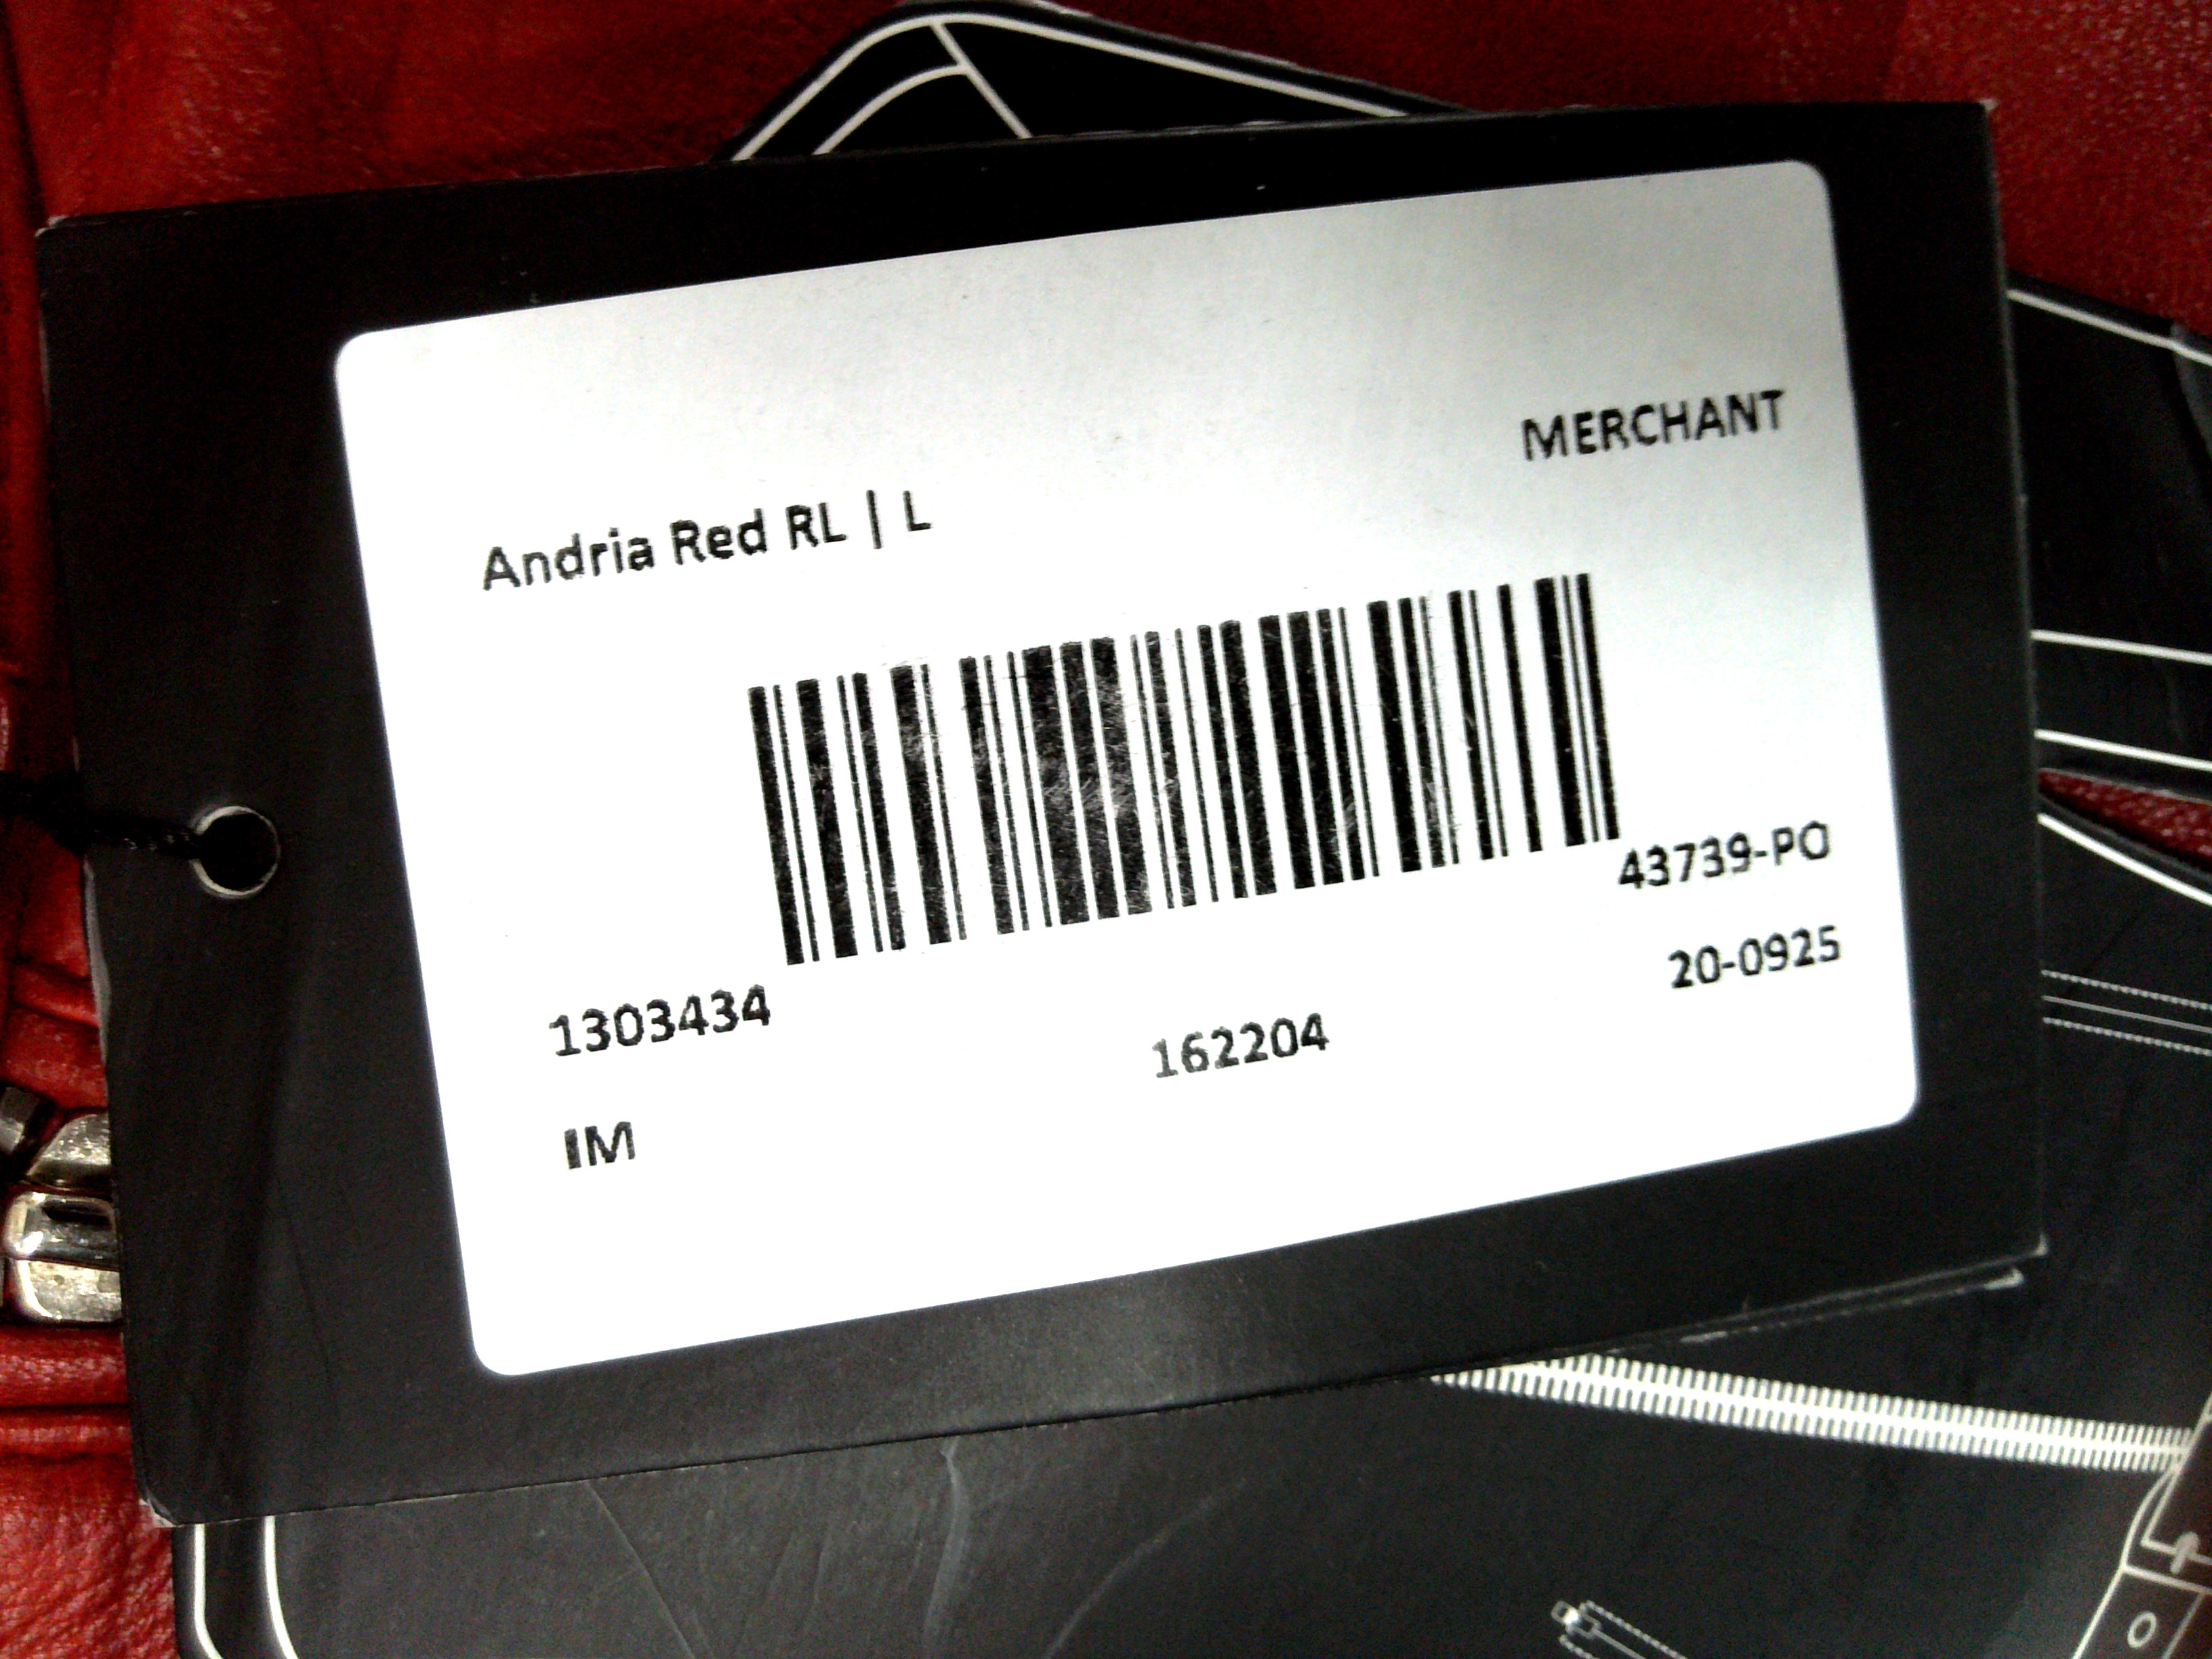 MERCHANT
Andria Red RL | L
43739-PO
1303434
162204
20-0925
IM